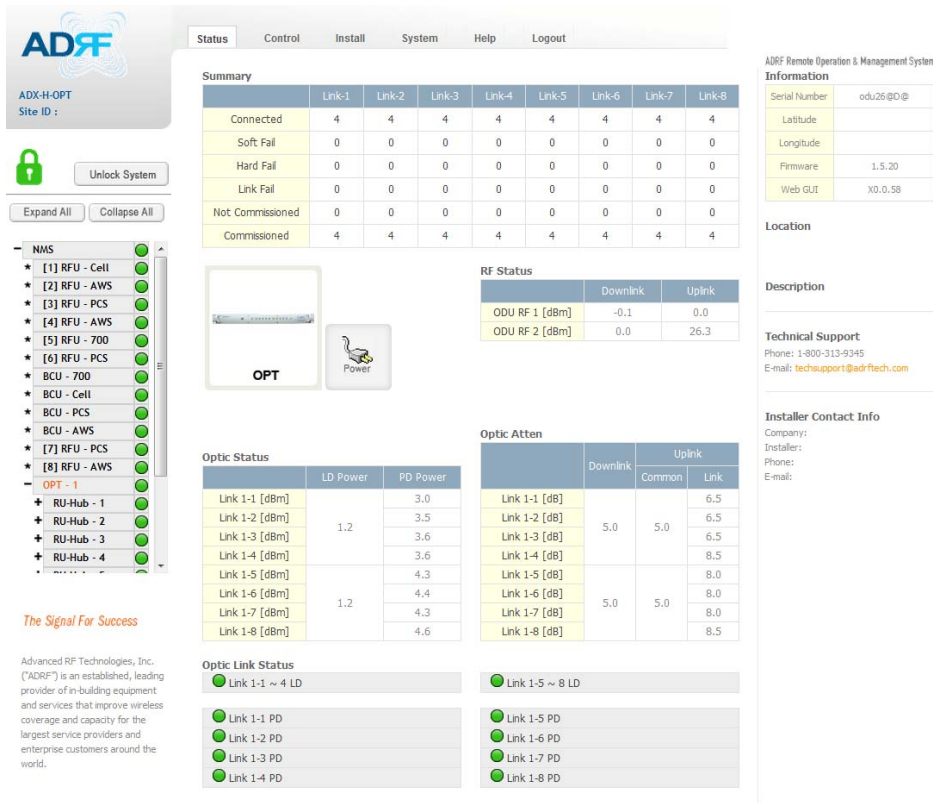 ADRF
ADX-H-OPT
Site ID :
Unlock System
Expand All Collapse All
NMS
[1] RFU - Cell
[2] RFU - AWS
[3] RFU - PCS
[4] RFU - AWS
[5] RFU - 700
[6] RFU - PCS
BCU - 700
BCU - Cell
BCU - PCS
BCU - AWS
[7] RFU - PCS
[8] RFU - AWS
OPT - 1
RU-Hub - 1
RU-Hub - 2
RU-Hub - 3
RU-Hub - 4
The Signal For Success
Advanced RF Technologies, Inc.
("ADRF") is an established, leading
provider of in-building equipment
and services that improve wireless
coverage and capacity for the
largest service providers and
enterprise customers around the
world.
Status Control Install System Help Logout
Summary
Link-1 Link-2 Link-3 Link-4 Link-5 Link-6 Link-7 Link-8
Connected 4 4 4 4 4 4 4 4
Soft Fail 0 0 0 0 0 0 0 0
Hard Fail 0 0 0 0 0 0 0 0
Link Fail 0 0 0 0 0 0 0 0
Not Commissioned 0 0 0 0 0 0 0 0
Commissioned 4 4 4 4 4 4 4 4
OPT
Power
RF Status
Downlink Uplink
ODU RF 1 [dBm] -0.1 0.0
ODU RF 2 [dBm] 0.0 26.3
Optic Status
LD Power PD Power
Link 1-1 [dBm] 3.0
Link 1-2 [dBm] 3.5
1.2
Link 1-3 [dBm] 3.6
Link 1-4 [dBm] 3.6
Link 1-5 [dBm] 4.3
Link 1-6 [dBm] 4.4
1.2
Link 1-7 [dBm] 4.3
Link 1-8 [dBm] 4.6
Optic Atten
Downlink Uplink
Common Link
Link 1-1 [dB] 6.5
Link 1-2 [dB] 6.5
5.0 5.0
Link 1-3 [dB] 6.5
Link 1-4 [dB] 8.5
Link 1-5 [dB] 8.0
Link 1-6 [dB] 8.0
5.0 5.0
Link 1-7 [dB] 8.0
Link 1-8 [dB] 8.5
Optic Link Status
Link 1-1 ~ 4 LD
Link 1-5 ~ 8 LD
Link 1-1 PD
Link 1-2 PD
Link 1-3 PD
Link 1-4 PD
Link 1-5 PD
Link 1-6 PD
Link 1-7 PD
Link 1-8 PD
ADRF Remote Operation & Management System
Information
Serial Number odu26@D@
Latitude
Longitude
Firmware 1.5.20
Web GUI X0.0.58
Location
Description
Technical Support
Phone: 1-800-313-9345
E-mail: techsupport@adrftech.com
Installer Contact Info
Company:
Installer:
Phone:
E-mail: